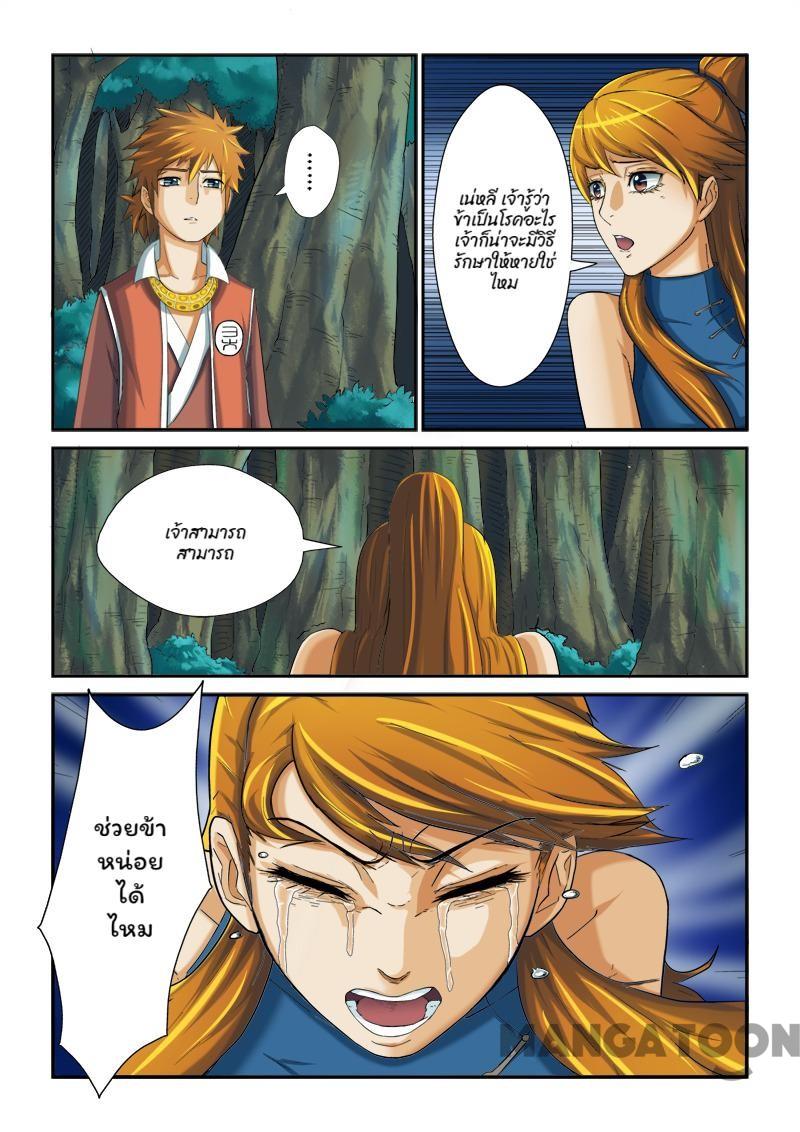 ......
เน่หลี เจ้ารู้ว่า
ข้าเป็นโรคอะไร
เจ้าก็น่าจะมีวิธี
รักษาให้หายใช่
ไหม
เจ้าสามารถ
สามารถ
ช่วยข้า
หน่อย
ได้
ไหม
MANGATOON